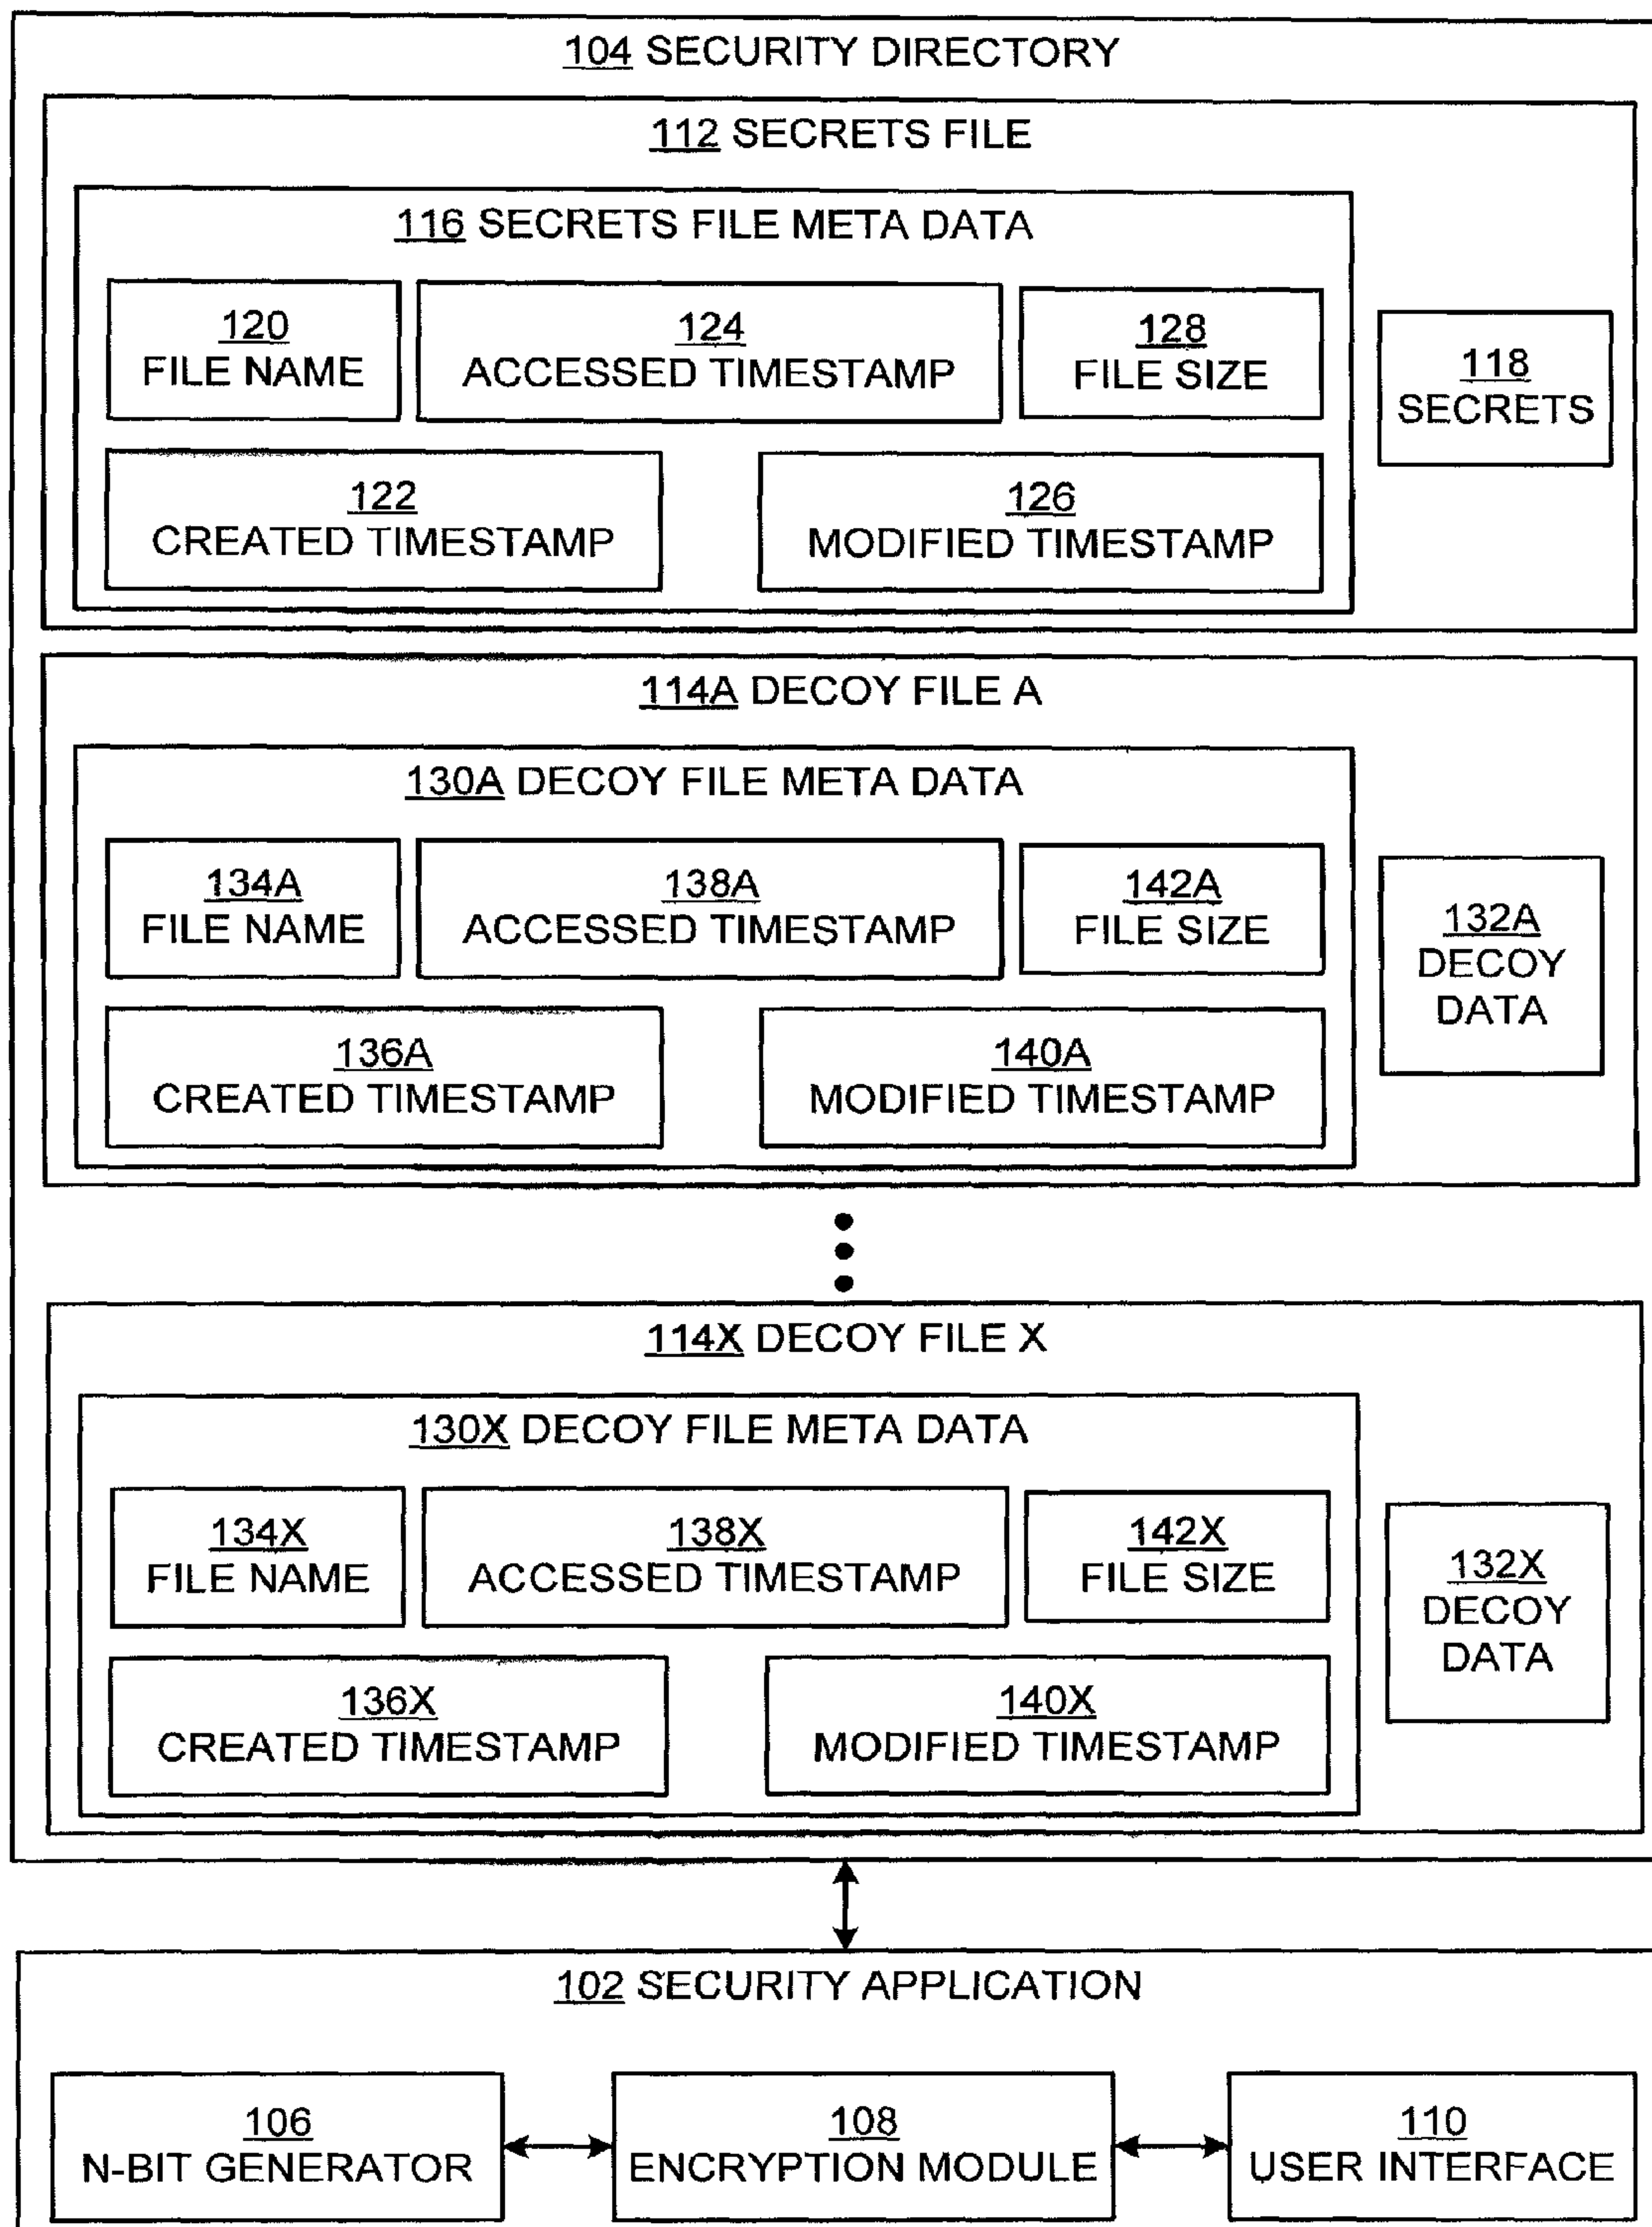 104 SECURITY DIRECTORY
112 SECRETS FILE
116 SECRETS FILE META DATA
120
FILE NAME
124
ACCESSED TIMESTAMP
128
FILE SIZE
118
SECRETS
122
CREATED TIMESTAMP
126
MODIFIED TIMESTAMP
114A DECOY FILE A
130A DECOY FILE META DATA
134A
FILE NAME
138A
ACCESSED TIMESTAMP
142A
FILE SIZE
132A
DECOY
DATA
136A
CREATED TIMESTAMP
140A
MODIFIED TIMESTAMP
114X DECOY FILE X
130X DECOY FILE META DATA
134X
FILE NAME
138X
ACCESSED TIMESTAMP
142X
FILE SIZE
132X
DECOY
DATA
136X
CREATED TIMESTAMP
140X
MODIFIED TIMESTAMP
102 SECURITY APPLICATION
106
N-BIT GENERATOR
108
ENCRYPTION MODULE
110
USER INTERFACE